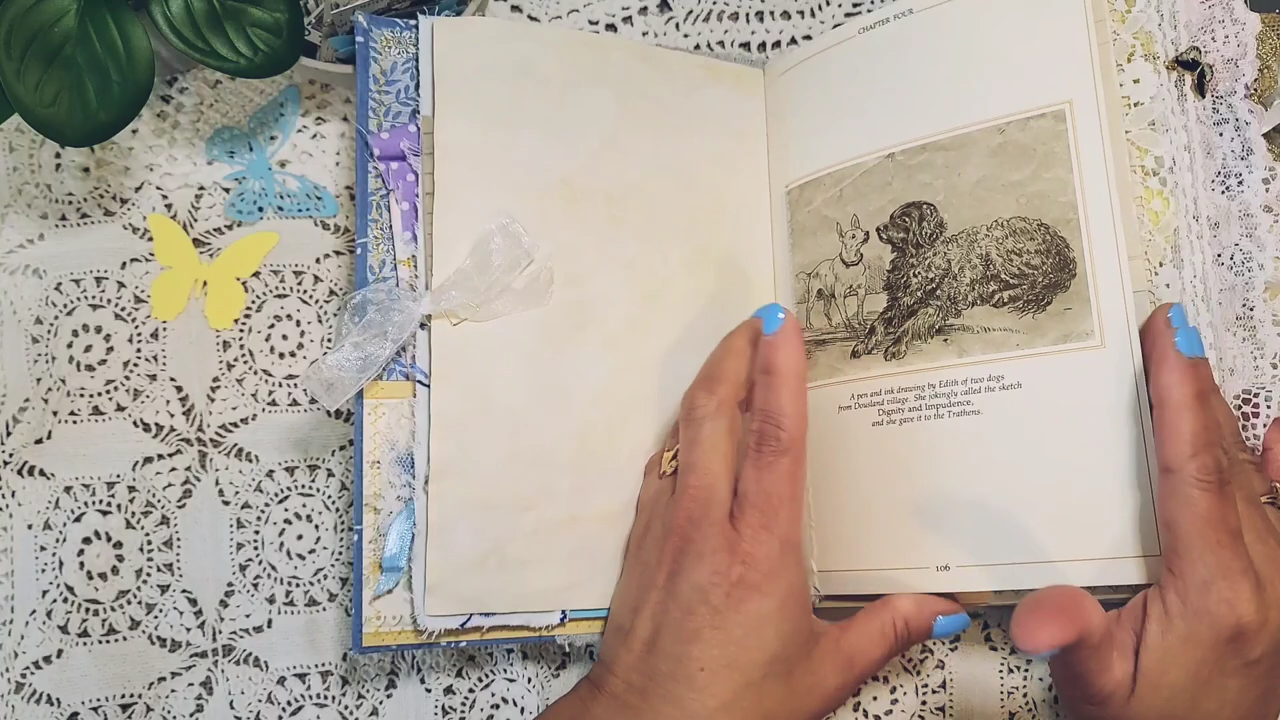 CHAPTER FOUR
A pen and ink drawing by Edith of two dogs
from Dousland village. She jokingly called the sketch
Dignity and Impudence,
and she gave it to the Trathens.
106